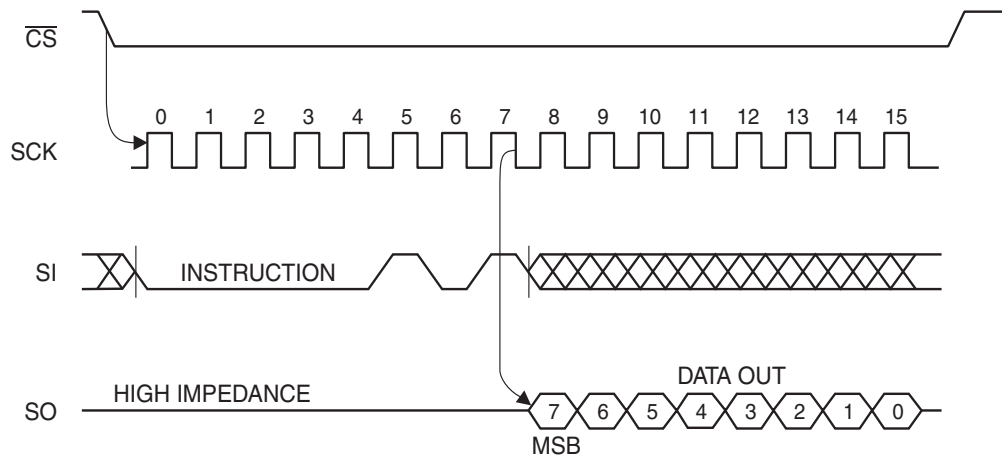 CS
0 1 2 3 4 5 6 7 8 9 10 11 12 13 14 15
SCK
SI
INSTRUCTION
HIGH IMPEDANCE
DATA OUT
SO
7 6 5 4 3 2 1 0
MSB